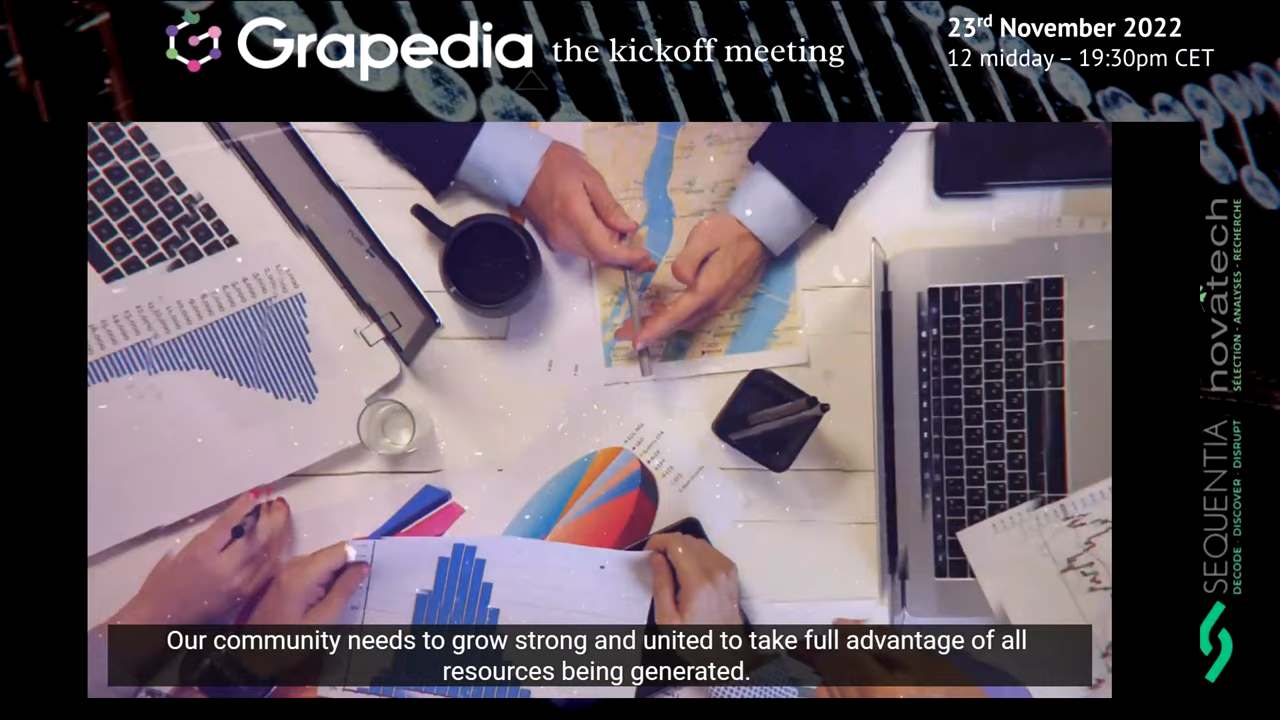 Grapedia the kickoff meeting
23rd November 2022
12 midday – 19:30pm CET
novatech
SÉLECTION - ANALYSES - RECHERCHE
SEQUENTIA
DECODE · DISCOVER · DISRUPT
Our community needs to grow strong and united to take full advantage of all
resources being generated.